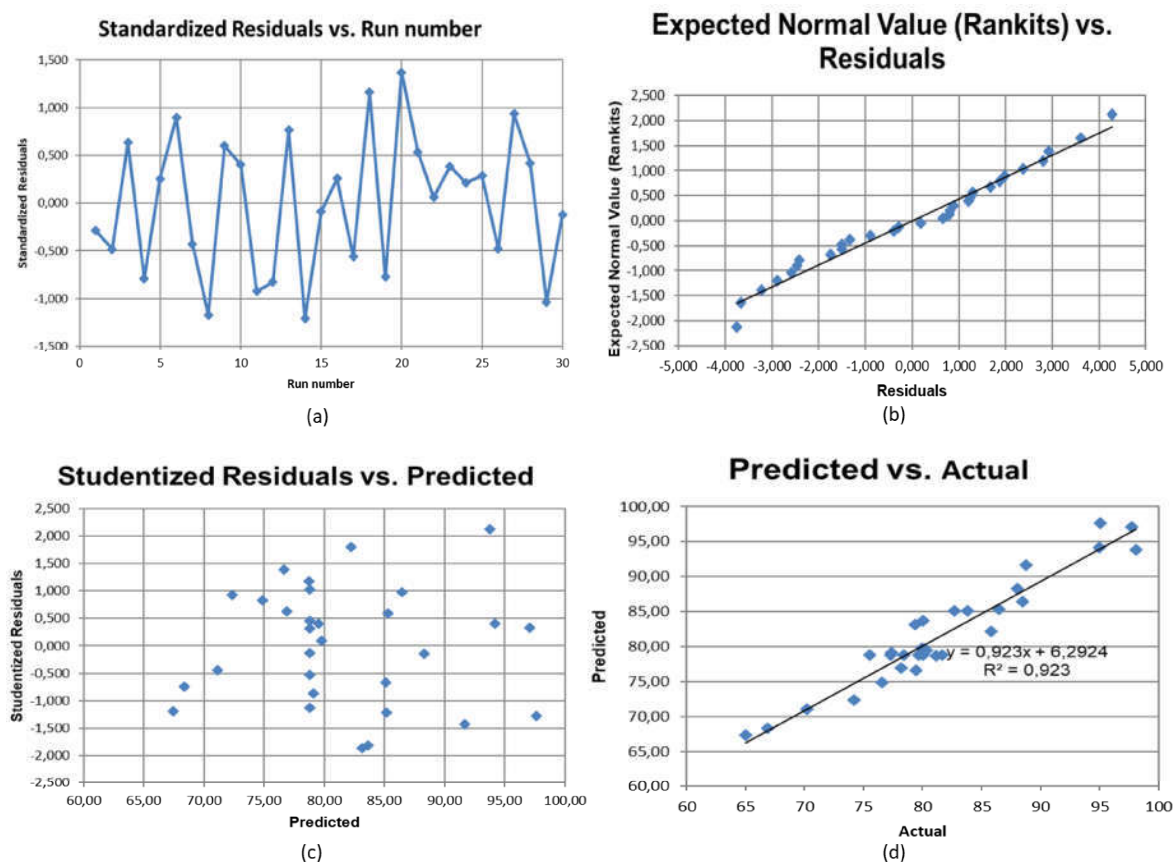 Standardized Residuals vs. Run number
1,500
1,000
0,500
0,000
-0,500
-1,000
-1,500
Standardized Residuals
0 5 10 15 20 25 30
Run number
(a)
Expected Normal Value (Rankits) vs.
Residuals
2,500
2,000
1,500
1,000
0,500
0,000
-0,500
-1,000
-1,500
-2,000
-2,500
Expected Normal Value (Rankits)
-5,000 -4,000 -3,000 -2,000 -1,000 0,000 1,000 2,000 3,000 4,000 5,000
Residuals
(b)
Studentized Residuals vs. Predicted
2,500
2,000
1,500
1,000
0,500
0,000
-0,500
-1,000
-1,500
-2,000
-2,500
Studentized Residuals
60,00 65,00 70,00 75,00 80,00 85,00 90,00 95,00 100,00
Predicted
(c)
Predicted vs. Actual
100,00
95,00
90,00
85,00
80,00
75,00
70,00
65,00
60,00
Predicted
y = 0,923x + 6,2924
R² = 0,923
60 65 70 75 80 85 90 95 100
Actual
(d)